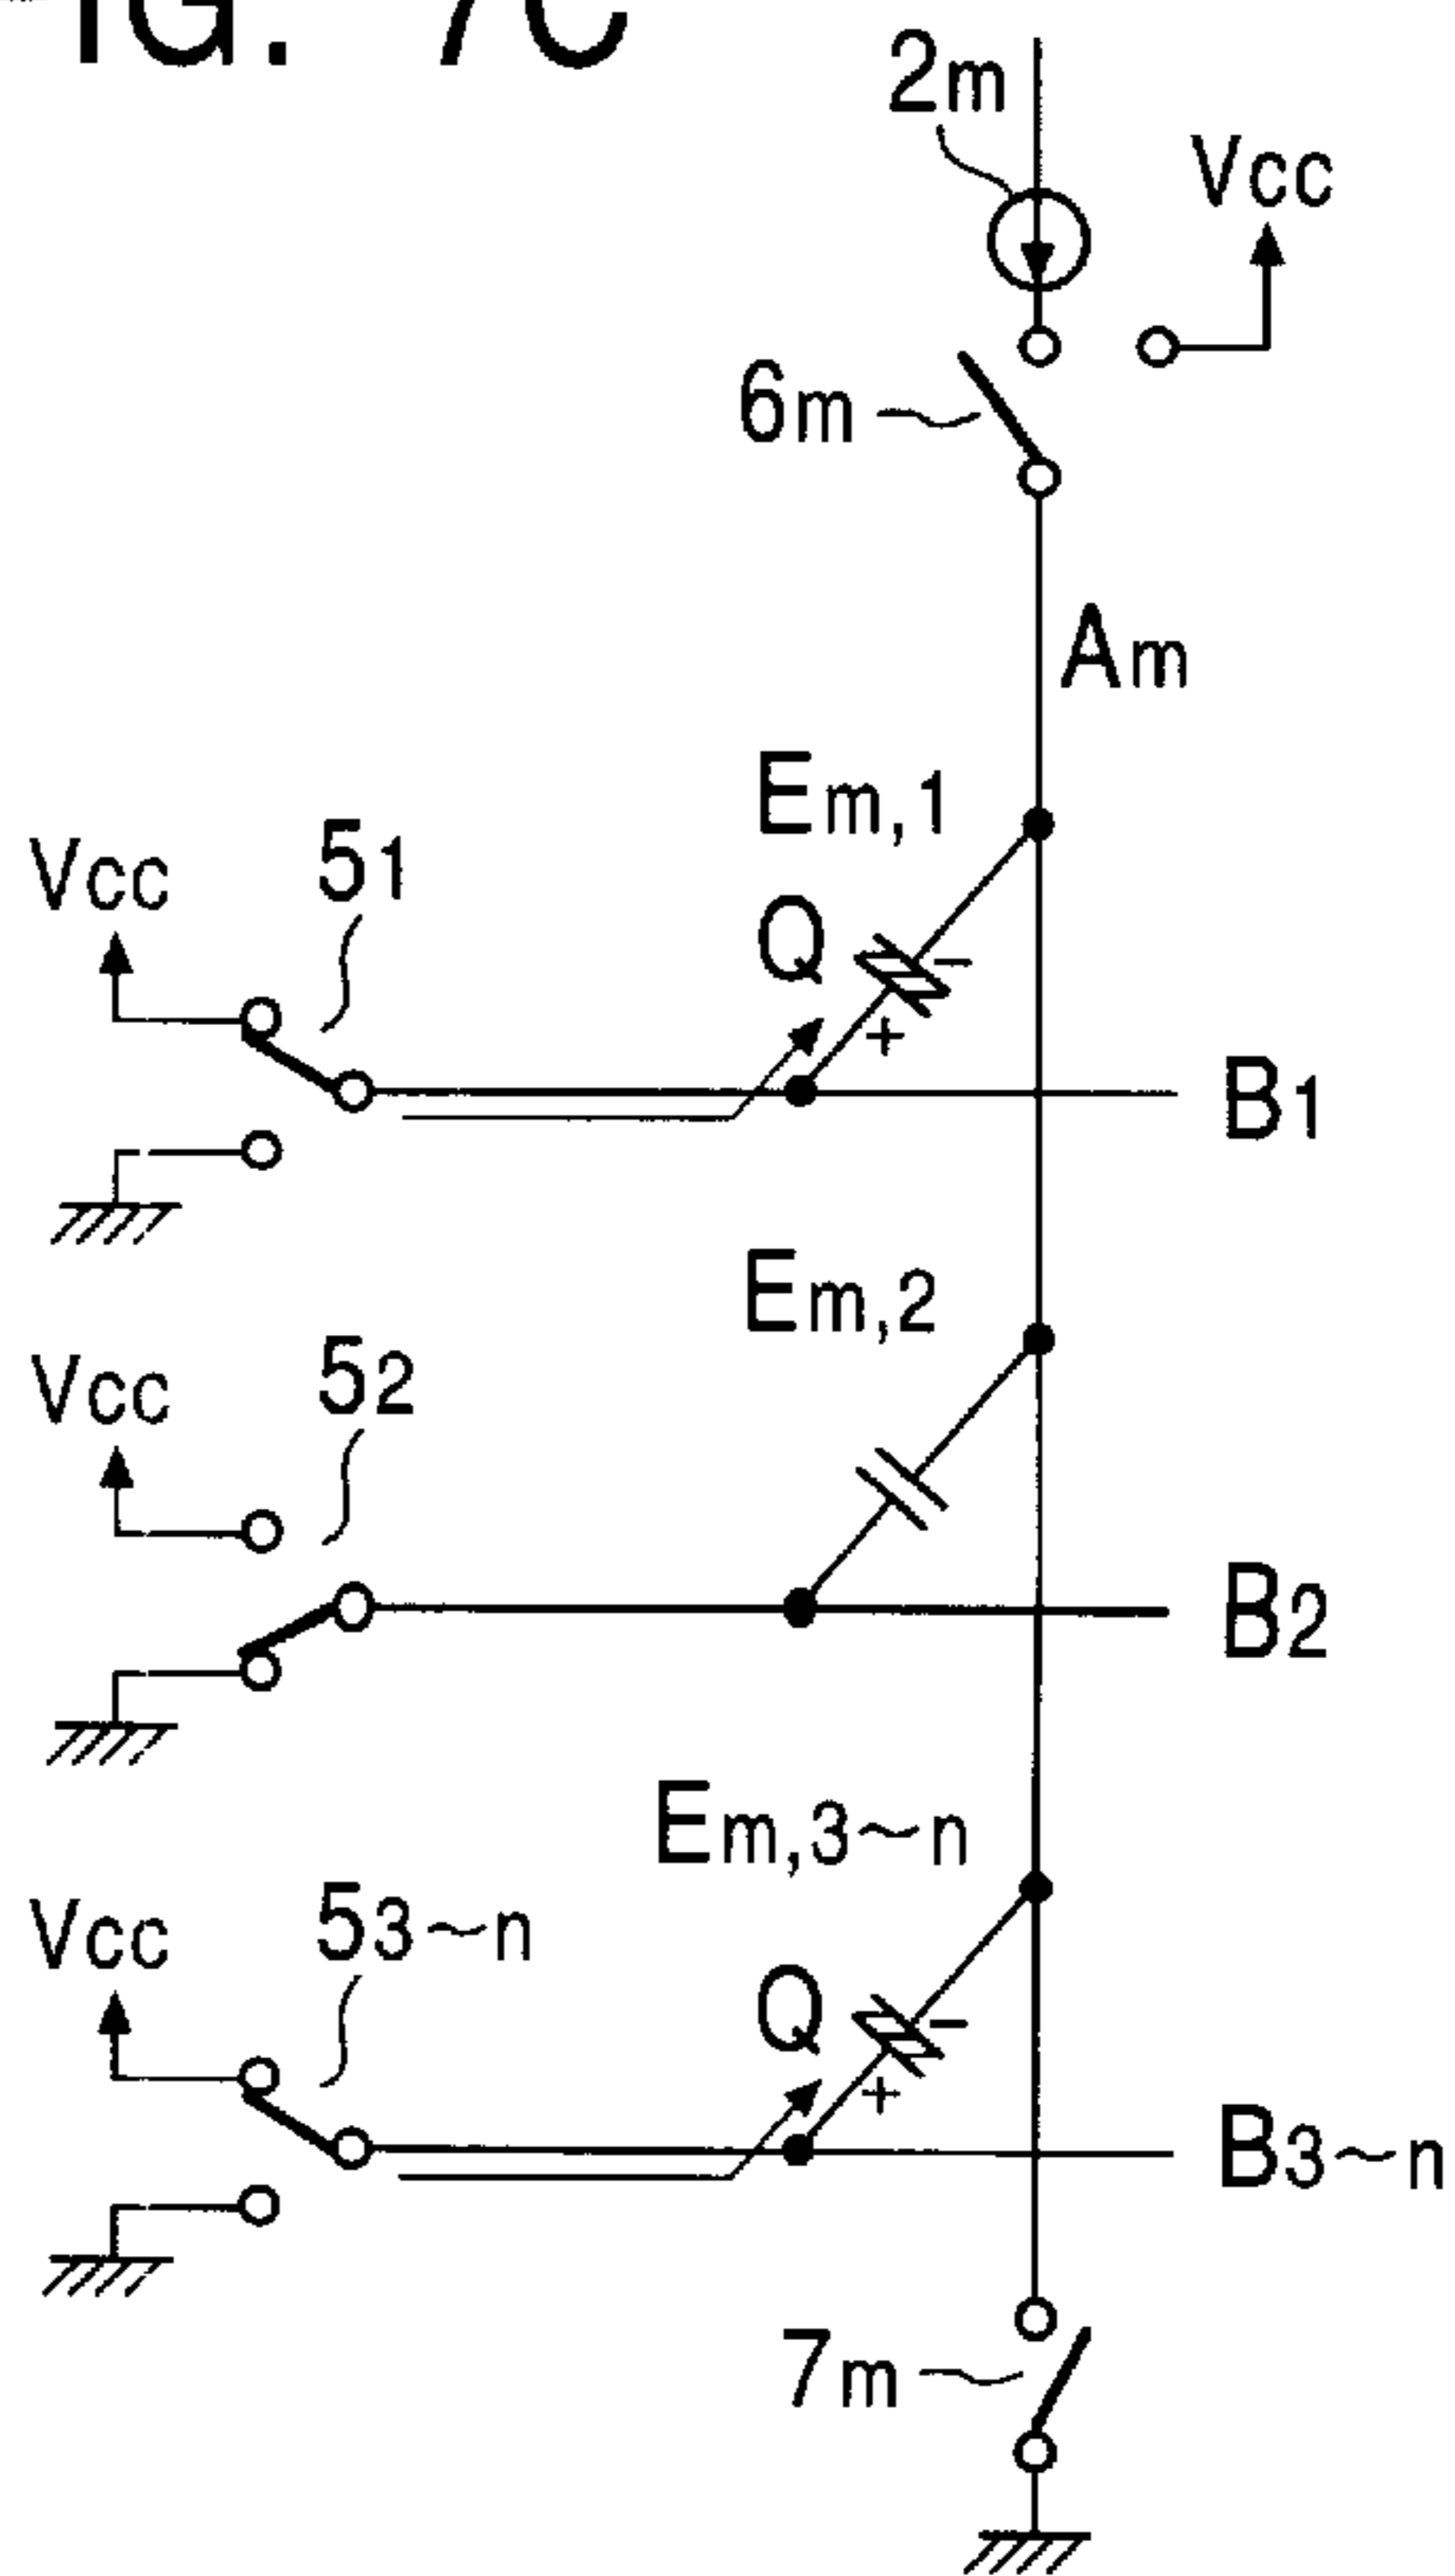 FIG. 7C
2m
Vcc
6m
Am
Em,1
Vcc
51
Q
-
+
B1
Em,2
Vcc
52
B2
Em,3~n
Vcc
53~n
Q
-
+
B3~n
7m